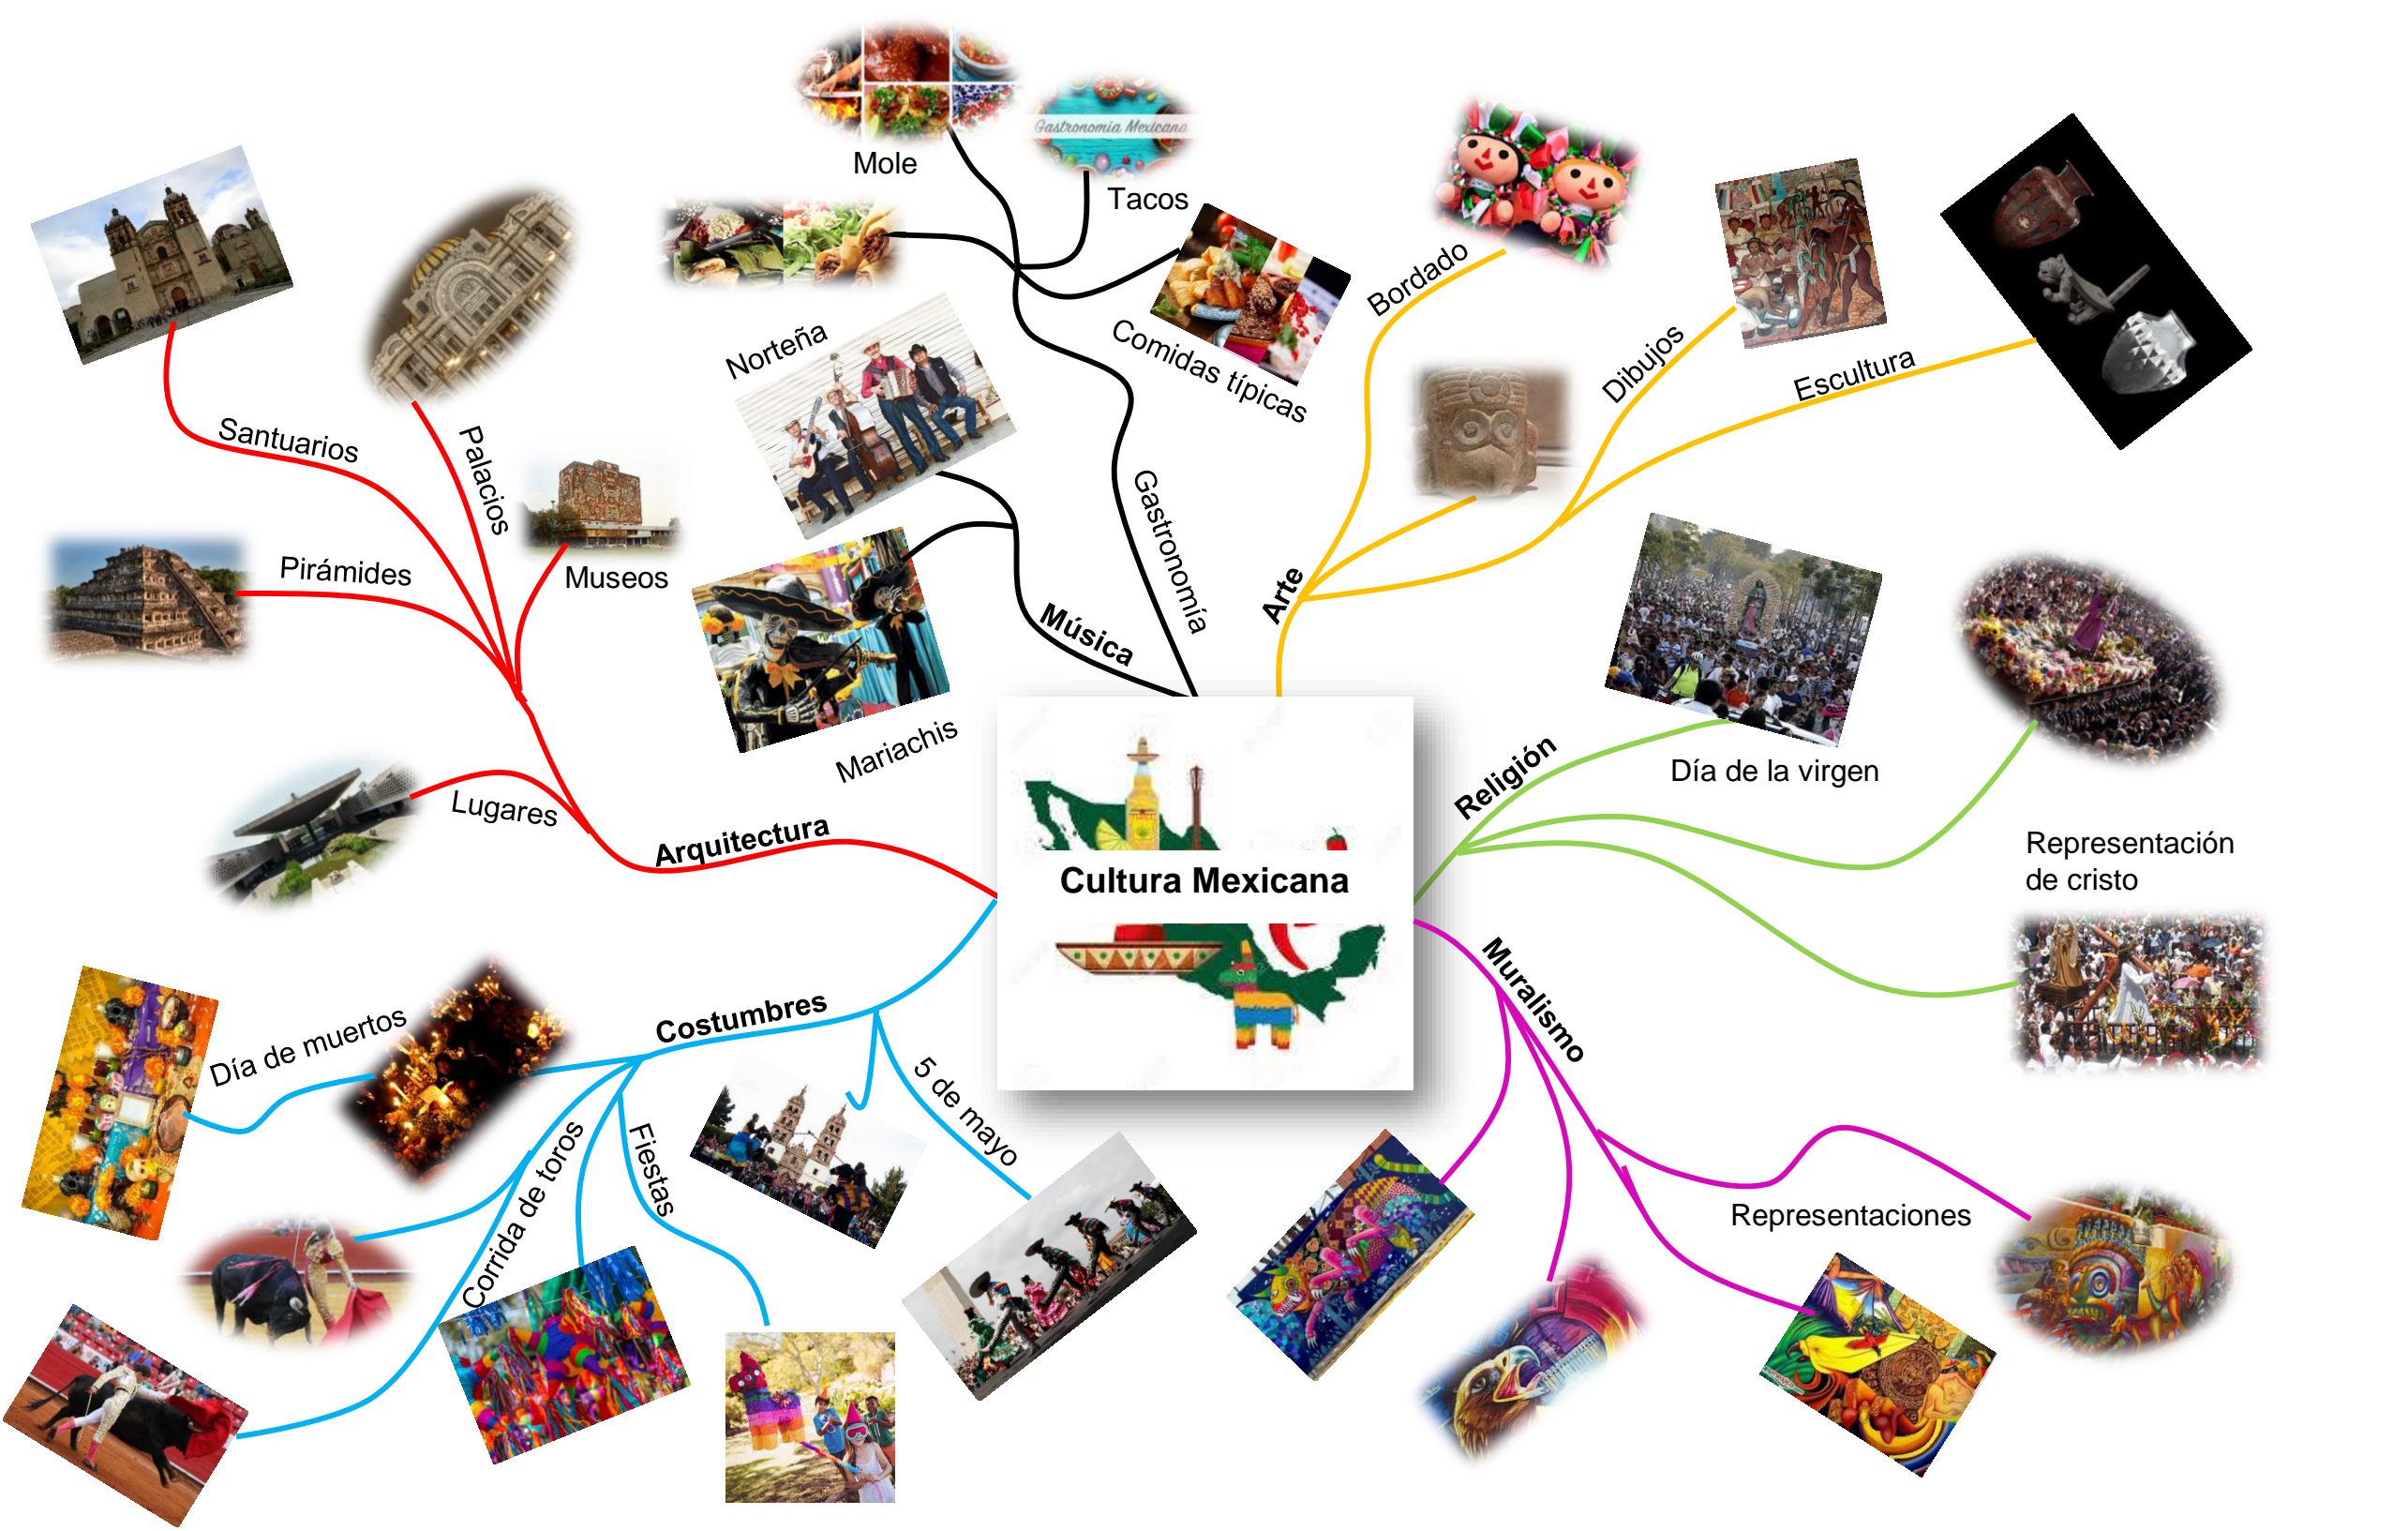 Mole
Gastronomía Mexicana
Tacos
Comidas típicas
Norteña
Mariachis
Música
Gastronomía
Bordado
Dibujos
Escultura
Arte
Santuarios
Palacios
Museos
Pirámides
Lugares
Arquitectura
Cultura Mexicana
Religión
Día de la virgen
Representación
de cristo
Muralismo
Representaciones
Costumbres
Día de muertos
Corrida de toros
Fiestas
5 de mayo